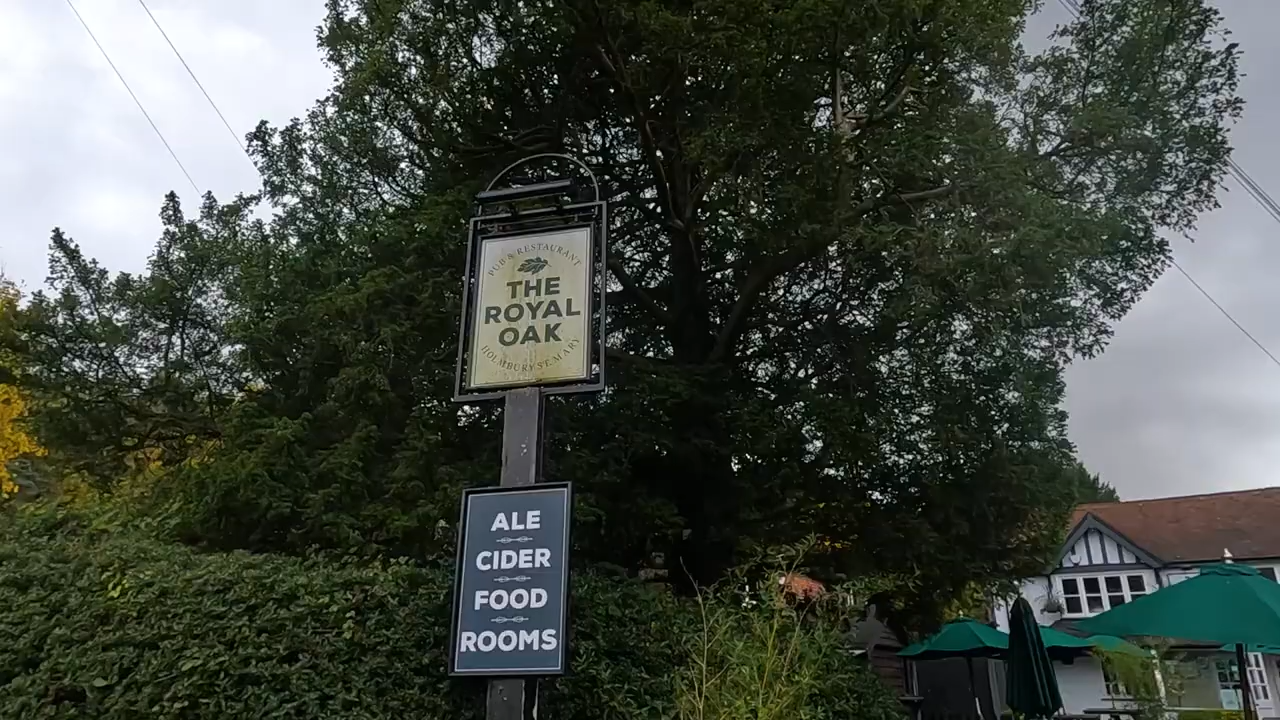 PUB & RESTAURANT
THE
ROYAL
OAK
HOLMBURY ST. MARY
ALE
CIDER
FOOD
ROOMS